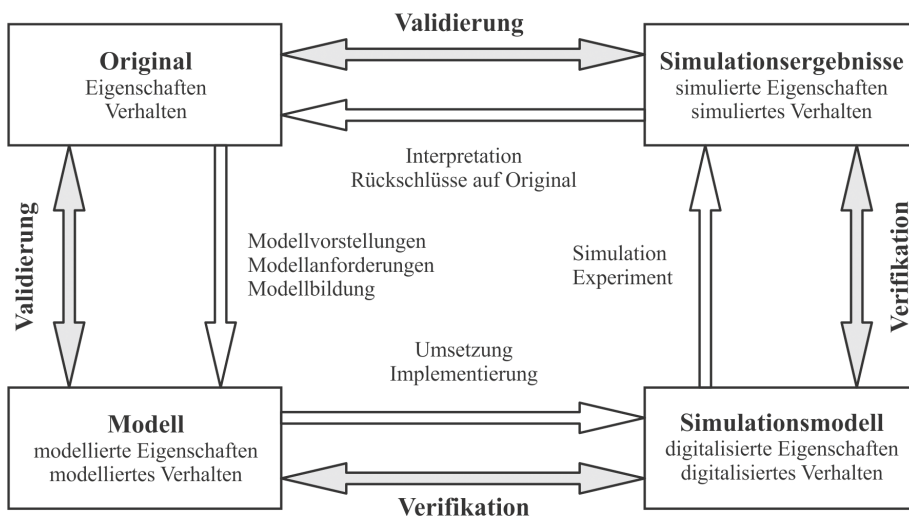 Validierung
Original
Eigenschaften
Verhalten
Simulationsergebnisse
simulierte Eigenschaften
simuliertes Verhalten
Interpretation
Rückschlüsse auf Original
Validierung
Modellvorstellungen
Modellanforderungen
Modellbildung
Simulation
Experiment
Verifikation
Umsetzung
Implementierung
Modell
modellierte Eigenschaften
modelliertes Verhalten
Simulationsmodell
digitalisierte Eigenschaften
digitalisiertes Verhalten
Verifikation